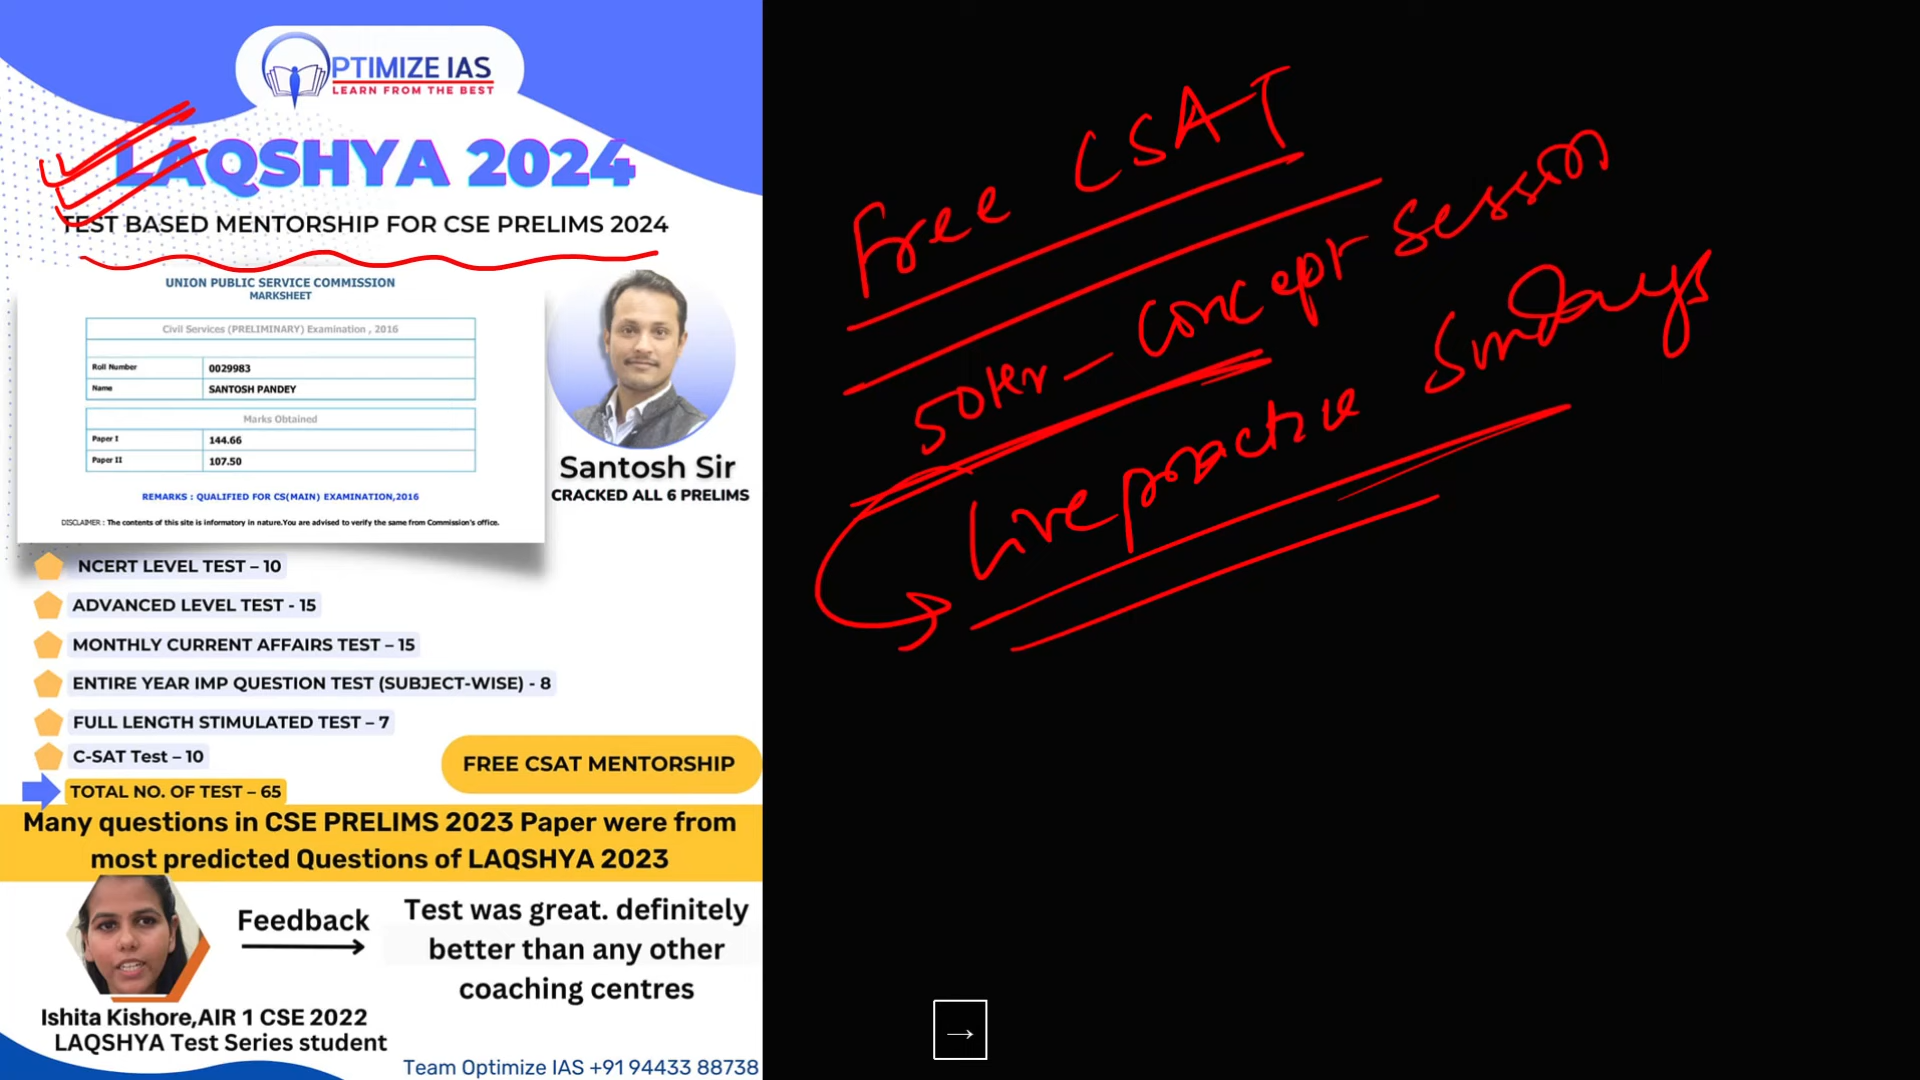 OPTIMIZE IAS
LEARN FROM THE BEST
LAQSHYA 2024
TEST BASED MENTORSHIP FOR CSE PRELIMS 2024
UNION PUBLIC SERVICE COMMISSION
MARKSHEET
Civil Services (PRELIMINARY) Examination , 2016
Roll Number 0029983
Name SANTOSH PANDEY
Marks Obtained
Paper I 144.66
Paper II 107.50
REMARKS : QUALIFIED FOR CS(MAIN) EXAMINATION,2016
DISCLAIMER : The contents of this site is informatory in nature.You are advised to verify the same from Commission's office.
Santosh Sir
CRACKED ALL 6 PRELIMS
NCERT LEVEL TEST – 10
ADVANCED LEVEL TEST - 15
MONTHLY CURRENT AFFAIRS TEST – 15
ENTIRE YEAR IMP QUESTION TEST (SUBJECT-WISE) - 8
FULL LENGTH STIMULATED TEST – 7
C-SAT Test – 10
TOTAL NO. OF TEST – 65
FREE CSAT MENTORSHIP
Many questions in CSE PRELIMS 2023 Paper were from
most predicted Questions of LAQSHYA 2023
Feedback
Test was great. definitely
better than any other
coaching centres
Ishita Kishore,AIR 1 CSE 2022
LAQSHYA Test Series student
Team Optimize IAS +91 94433 88738
Free CSAT
50Hr – Concept session
Live practice Sundays